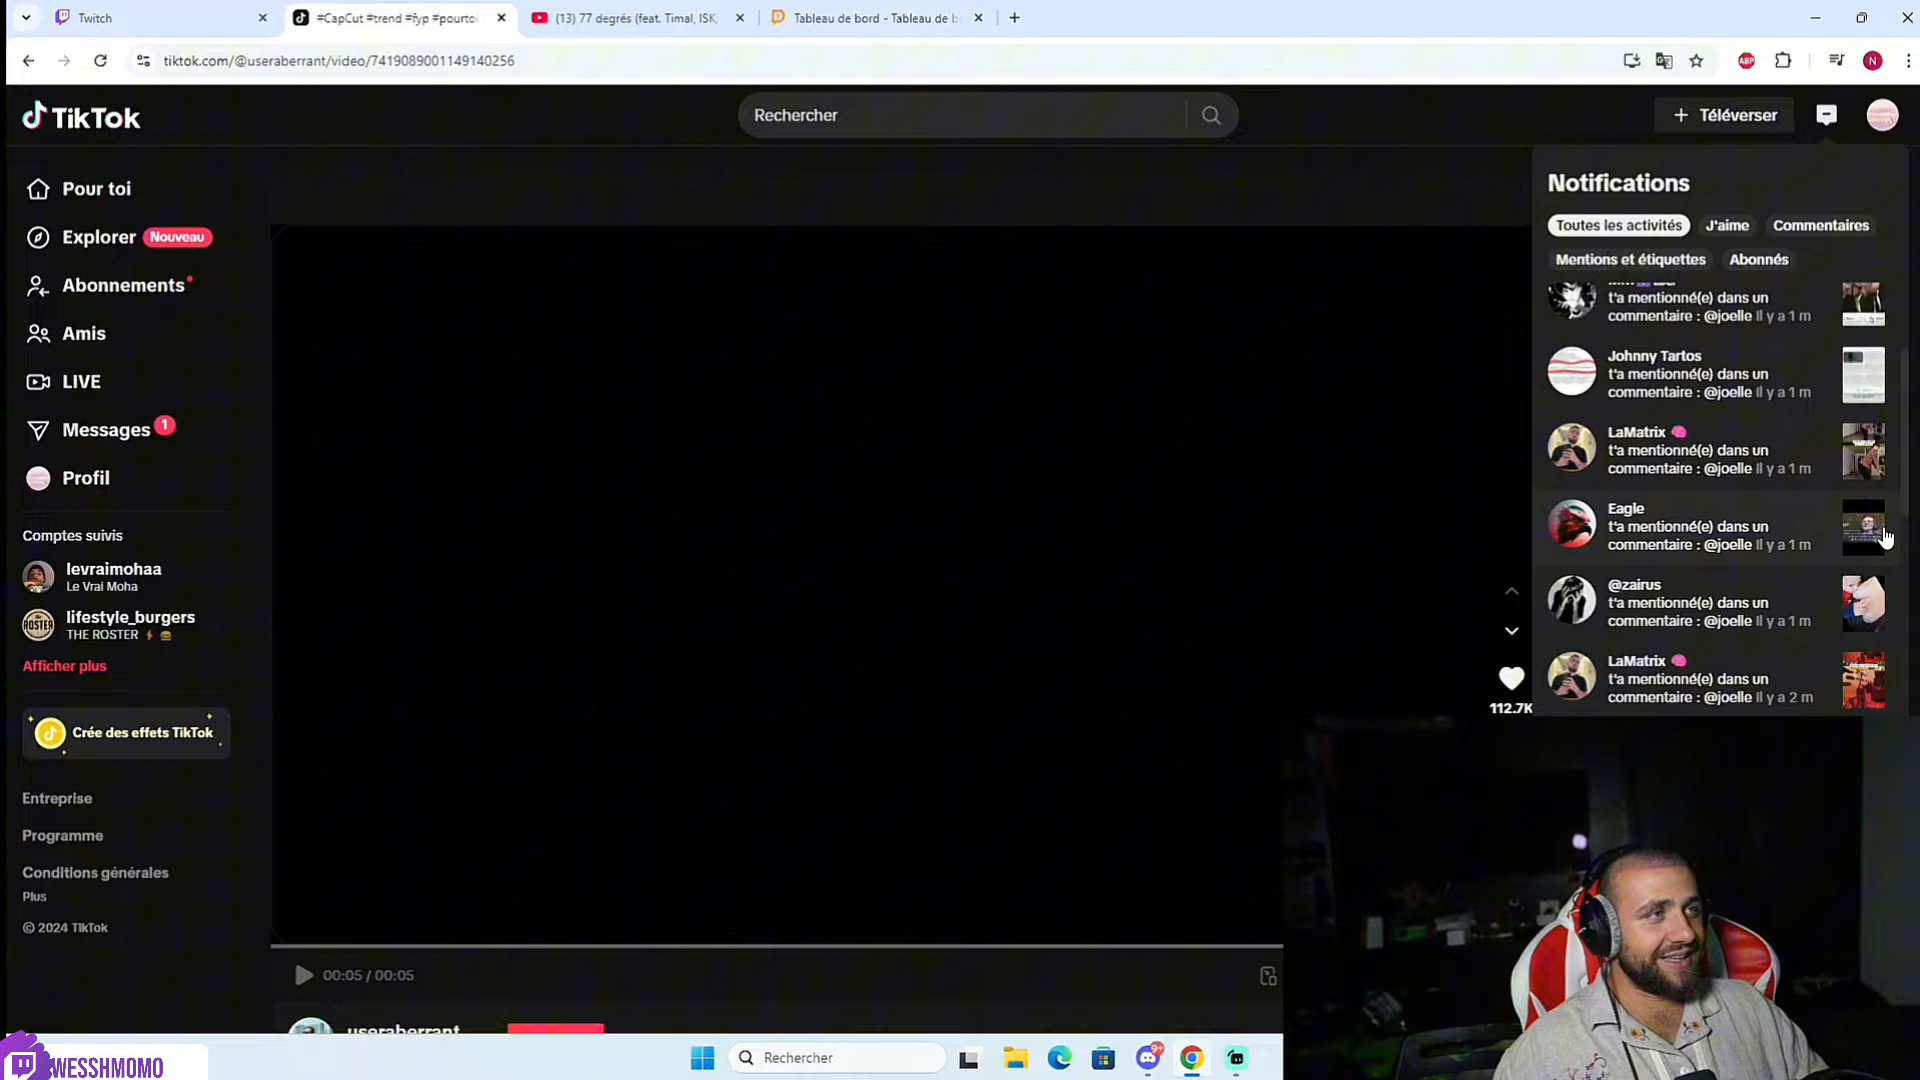 Twitch
#CapCut #trend #fyp #pourtoi
(13) 77 degrés (feat. Timal, ISK,
Tableau de bord - Tableau de b
tiktok.com/@useraberrant/video/7419089001149140256
ABP
N
TikTok
Rechercher
Téléverser
Pour toi
Explorer Nouveau
Abonnements
Amis
LIVE
Messages 1
Profil
Comptes suivis
levraimohaa
Le Vrai Moha
ROSTER
lifestyle_burgers
THE ROSTER
Afficher plus
Crée des effets TikTok
Entreprise
Programme
Conditions générales
Plus
© 2024 TikTok
00:05 / 00:05
useraberrant
112.7K
Notifications
Toutes les activités
J'aime
Commentaires
Mentions et étiquettes
Abonnés
t'a mentionné(e) dans un
commentaire : @joelle Il y a 1 m
Johnny Tartos
t'a mentionné(e) dans un
commentaire : @joelle Il y a 1 m
LaMatrix
t'a mentionné(e) dans un
commentaire : @joelle Il y a 1 m
Eagle
t'a mentionné(e) dans un
commentaire : @joelle Il y a 1 m
@zairus
t'a mentionné(e) dans un
commentaire : @joelle Il y a 1 m
LaMatrix
t'a mentionné(e) dans un
commentaire : @joelle Il y a 2 m
WESSHMOMO
Rechercher
9+